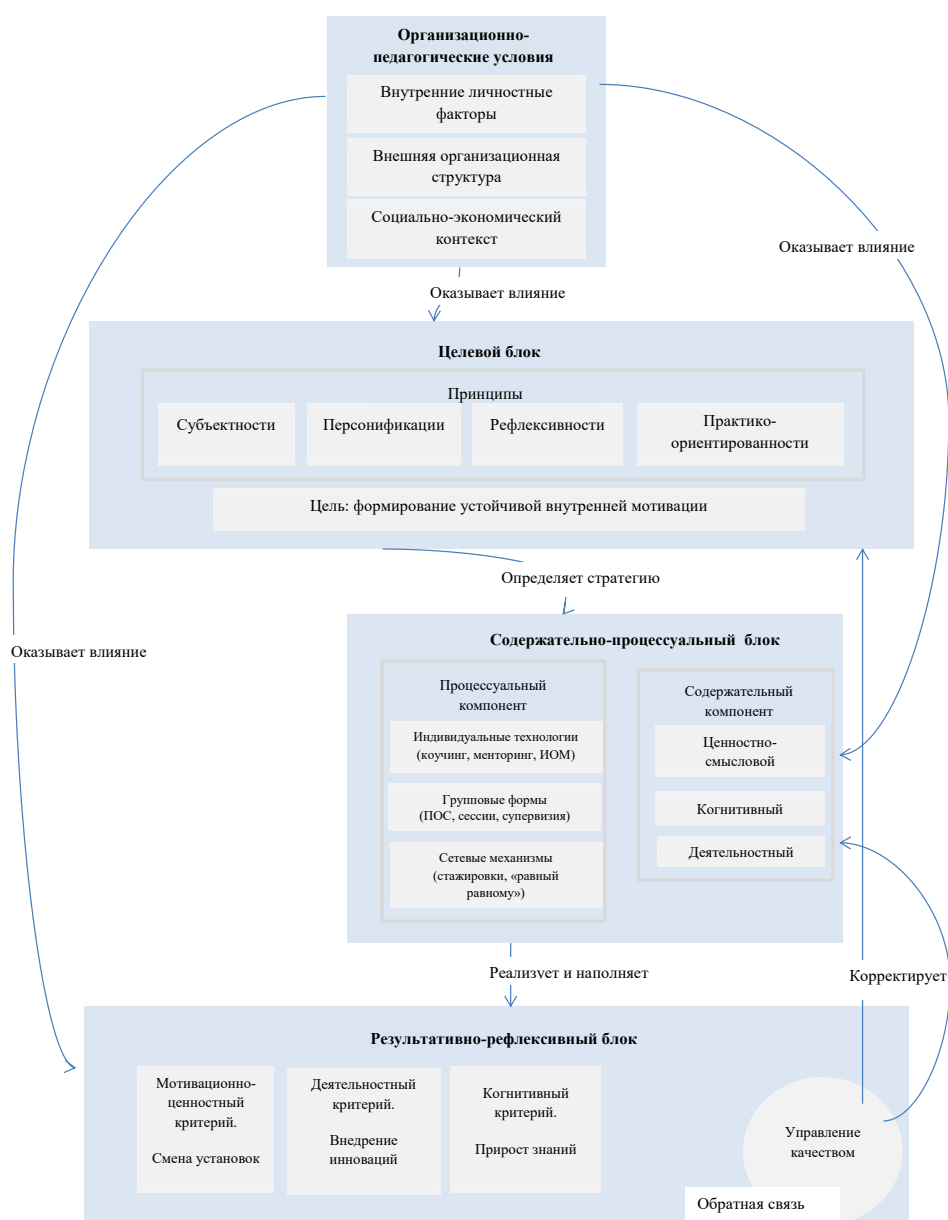 Организационно-
педагогические условия
Внутренние личностные
факторы
Внешняя организационная
структура
Социально-экономический
контекст
Оказывает влияние
Оказывает влияние
Целевой блок
Принципы
Субъектности
Персонификации
Рефлексивности
Практико-
ориентированности
Цель: формирование устойчивой внутренней мотивации
Определяет стратегию
Оказывает влияние
Содержательно-процессуальный блок
Процессуальный
компонент
Индивидуальные технологии
(коучинг, менторинг, ИОМ)
Групповые формы
(ПОС, сессии, супервизия)
Сетевые механизмы
(стажировки, «равный
равному»)
Содержательный
компонент
Ценностно-
смысловой
Когнитивный
Деятельностный
Реализует и наполняет
Корректирует
Результативно-рефлексивный блок
Мотивационно-
ценностный
критерий.
Смена установок
Деятельностный
критерий.
Внедрение
инноваций
Когнитивный
критерий.
Прирост знаний
Управление
качеством
Обратная связь